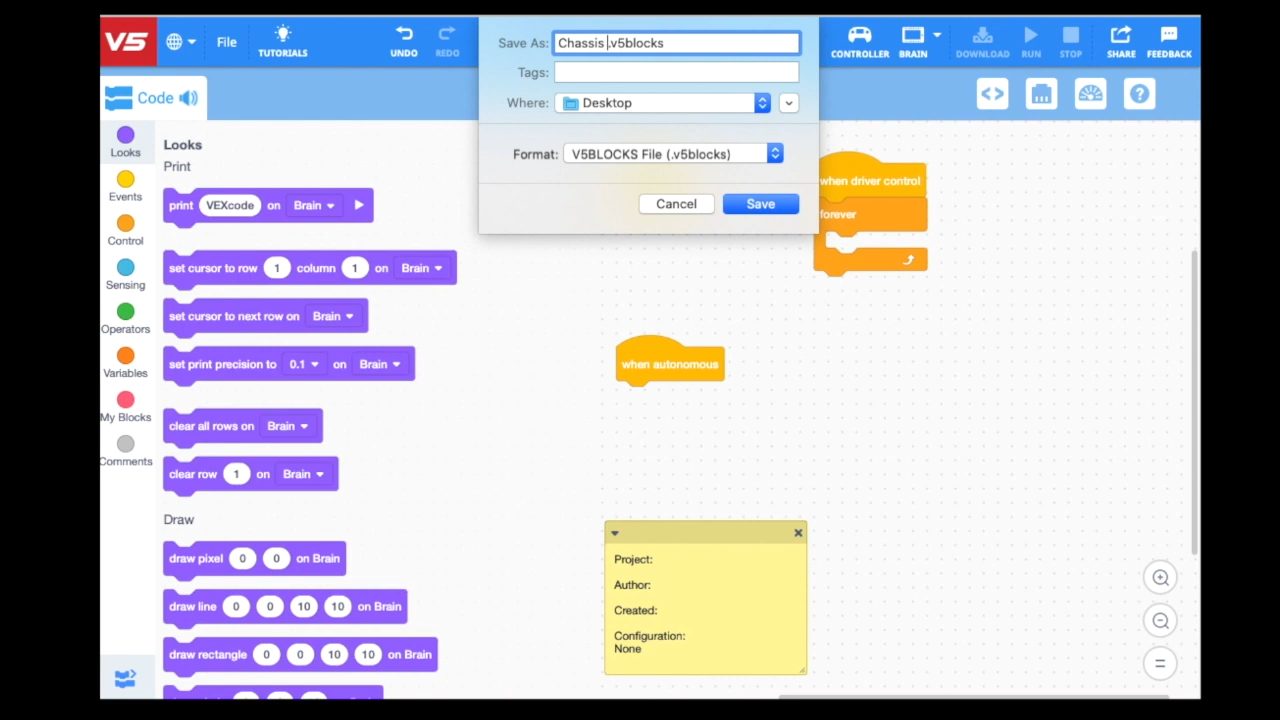 V5
File
TUTORIALS
UNDO
REDO
CONTROLLER
BRAIN
DOWNLOAD
RUN
STOP
SHARE
FEEDBACK
Save As: Chassis .v5blocks
Tags:
Where: Desktop
Format: V5BLOCKS File (.v5blocks)
Cancel
Save
Code
Looks
Events
Control
Sensing
Operators
Variables
My Blocks
Comments
Looks
Print
print VEXcode on Brain
set cursor to row 1 column 1 on Brain
set cursor to next row on Brain
set print precision to 0.1 on Brain
clear all rows on Brain
clear row 1 on Brain
Draw
draw pixel 0 0 on Brain
draw line 0 0 10 10 on Brain
draw rectangle 0 0 10 10 on Brain
when driver control
forever
when autonomous
Project:
Author:
Created:
Configuration:
None